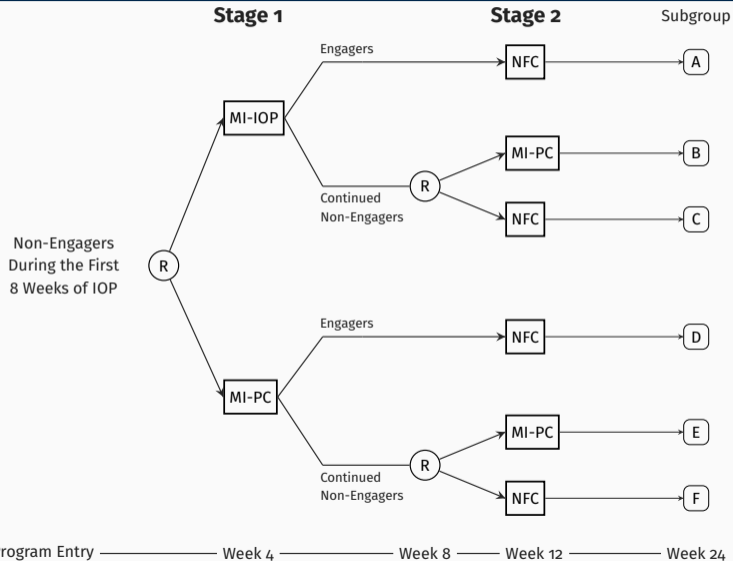 Stage 1
Stage 2
Subgroup
Engagers
NFC
A
MI-IOP
MI-PC
B
R
Continued
Non-Engagers
NFC
C
Non-Engagers
During the First
8 Weeks of IOP
R
Engagers
NFC
D
MI-PC
MI-PC
E
R
Continued
Non-Engagers
NFC
F
rogram Entry
Week 4
Week 8
Week 12
Week 24